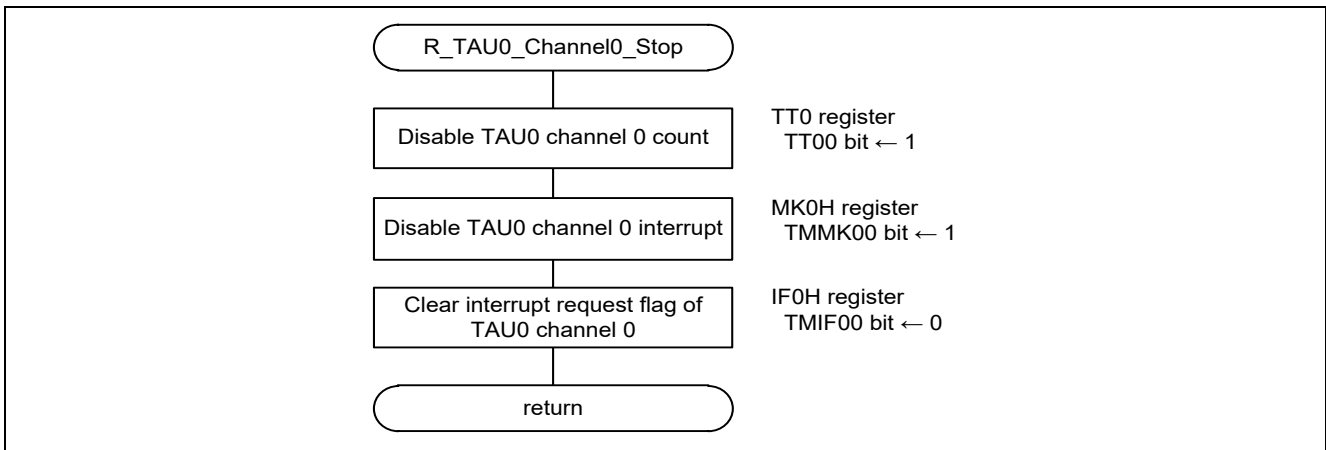 R_TAU0_Channel0_Stop
Disable TAU0 channel 0 count
TT0 register
TT00 bit ← 1
Disable TAU0 channel 0 interrupt
MK0H register
TMMK00 bit ← 1
Clear interrupt request flag of
TAU0 channel 0
IF0H register
TMIF00 bit ← 0
return